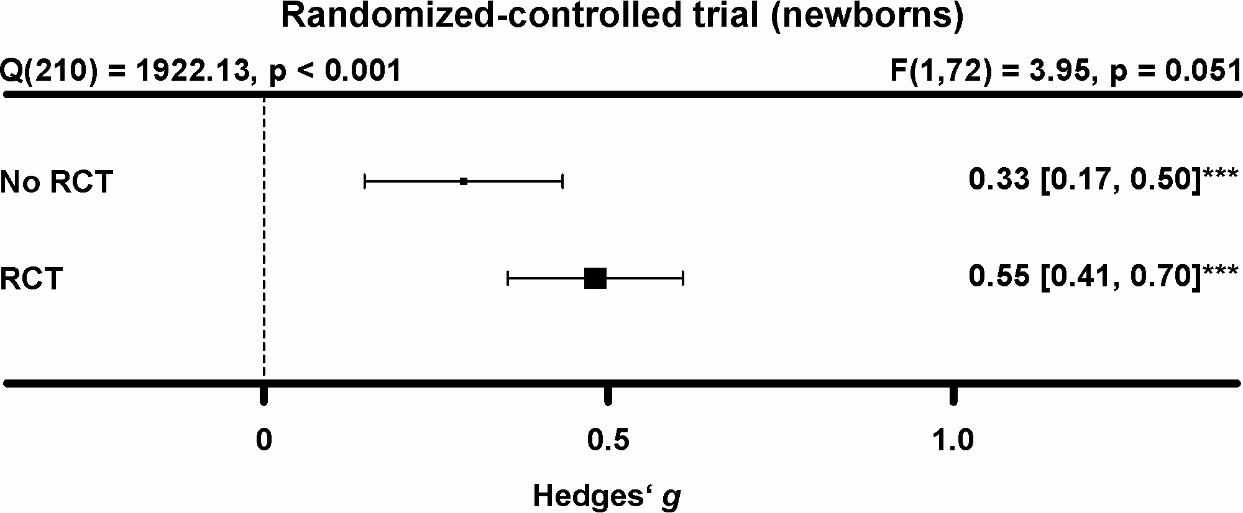 Randomized-controlled trial (newborns)
Q(210) = 1922.13, p < 0.001 F(1,72) = 3.95, p = 0.051
No RCT 0.33 [0.17, 0.50]***
RCT 0.55 [0.41, 0.70]***
0 0.5 1.0
Hedges‘ g